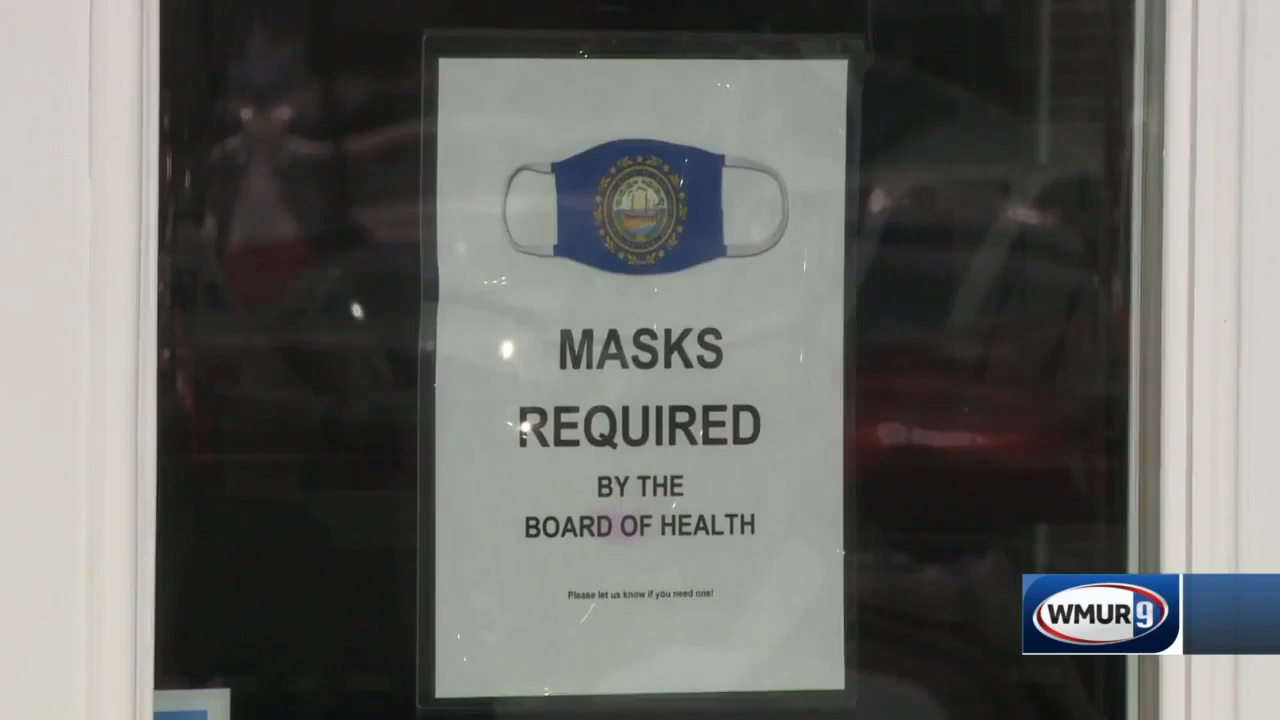 MASKS
REQUIRED
BY THE
BOARD OF HEALTH
Please let us know if you need one!
WMUR9